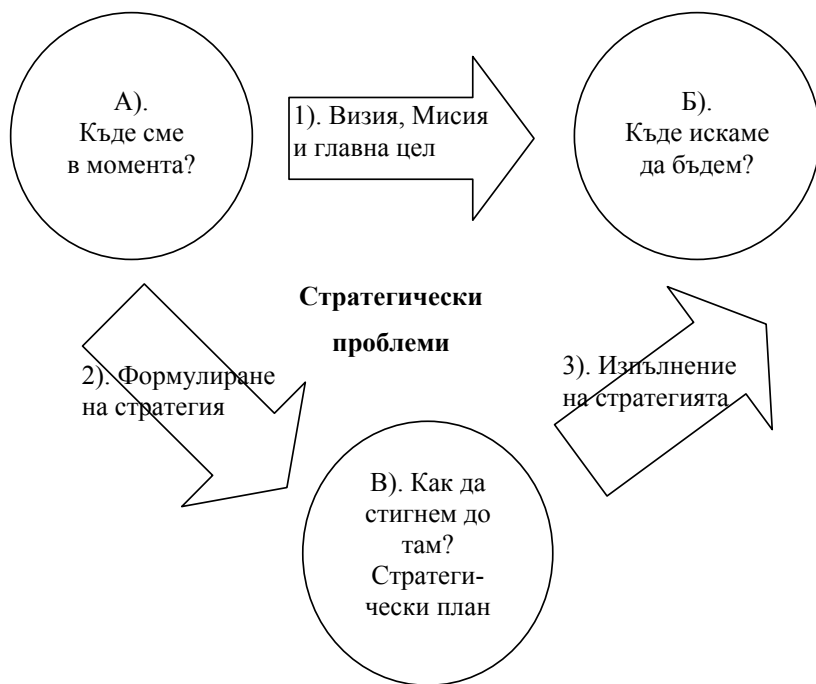 А).
Къде сме
в момента?
1). Визия, Мисия
и главна цел
Б).
Къде искаме
да бъдем?
Стратегически
проблеми
2). Формулиране
на стратегия
3). Изпълнение
на стратегията
В). Как да
стигнем до
там?
Стратеги-
чески план